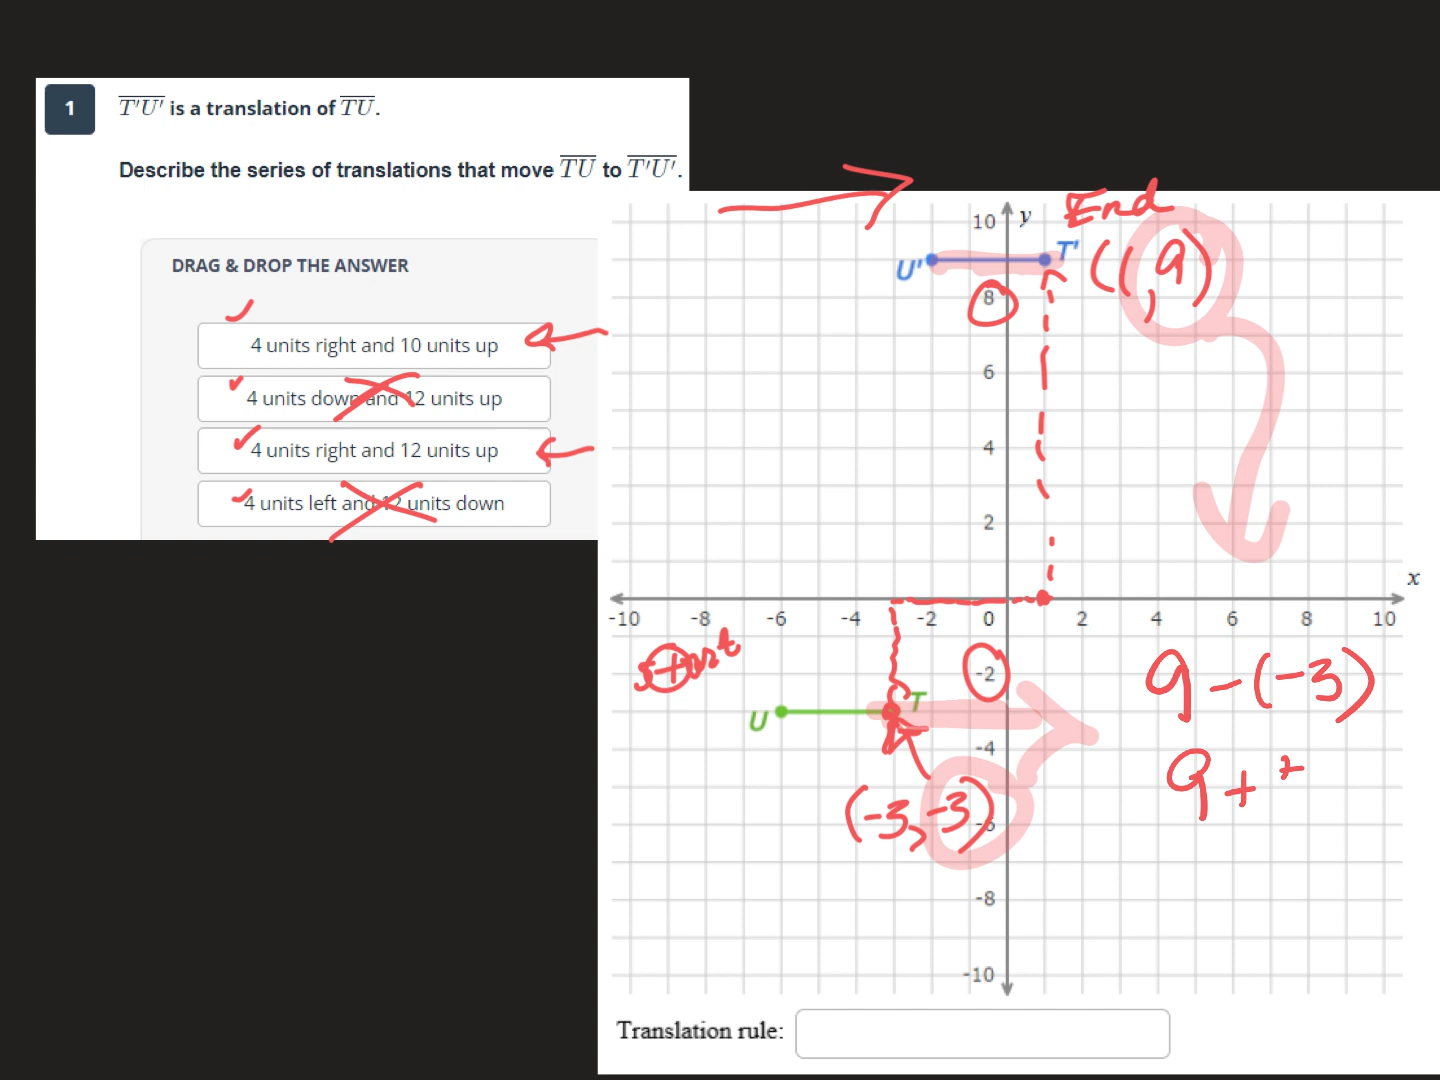 1
T'U' is a translation of TU.
Describe the series of translations that move TU to T'U'.
DRAG & DROP THE ANSWER
4 units right and 10 units up
4 units down and 12 units up
4 units right and 12 units up
4 units left and 12 units down
End
10 y
U' T' (1, 9)
8
6
4
2
x
-10 -8 -6 -4 -2 0 2 4 6 8 10
start
-2
9 - (-3)
U T
-4
9 +
(-3, -3)
-6
-8
-10
Translation rule: